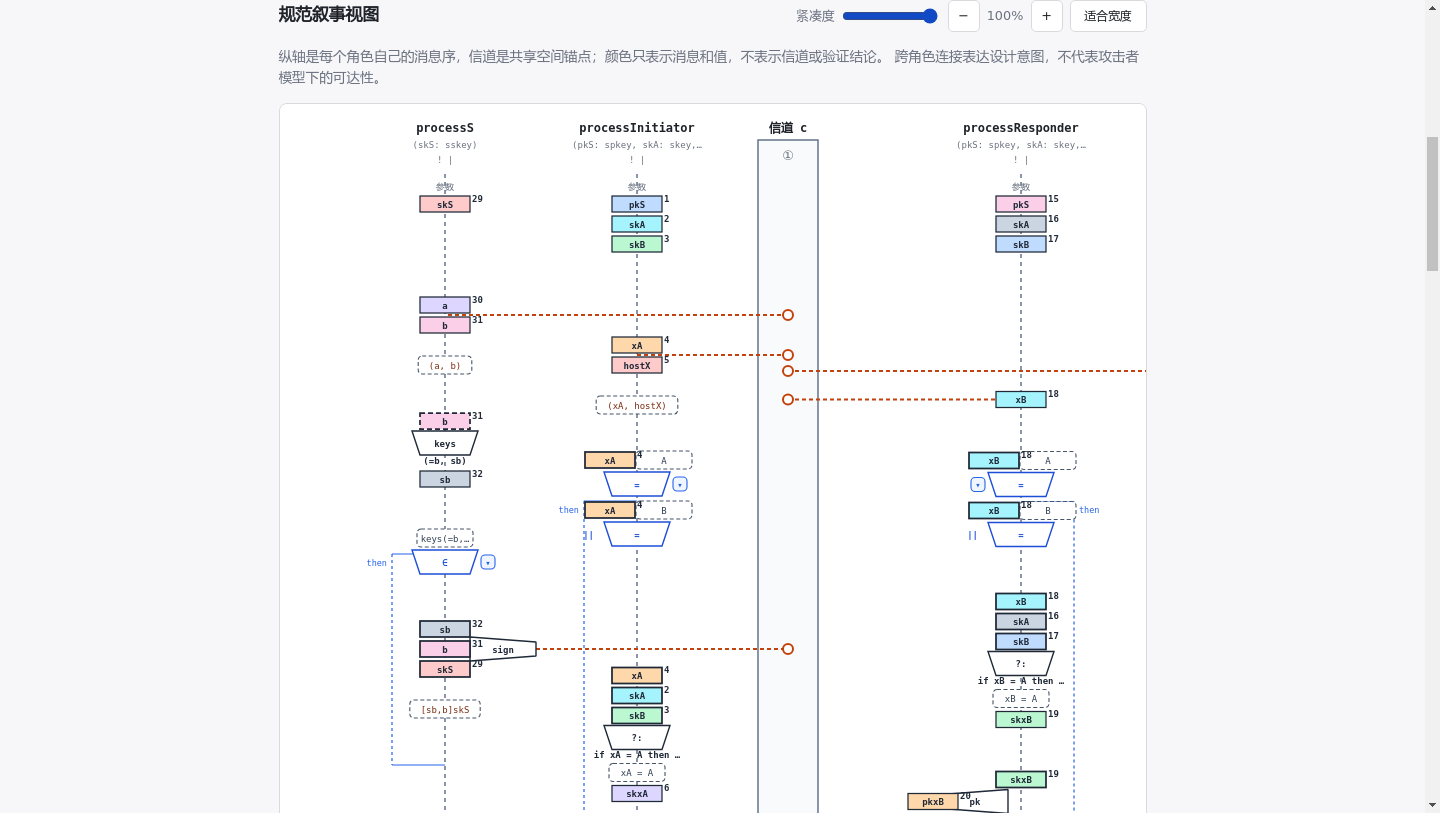 规范叙事视图
紧凑度
−
100%
+
适合宽度
纵轴是每个角色自己的消息序，信道是共享空间锚点；颜色只表示消息和值，不表示信道或验证结论。 跨角色连接表达设计意图，不代表攻击者
模型下的可达性。
processS
processInitiator
信道 c
processResponder
(skS: sskey)
(pkS: spkey, skA: skey,…
(pkS: spkey, skA: skey,…
! |
! |
①
! |
参数
参数
参数
skS 29
pkS 1
pkS 15
skA 2
skA 16
skB 3
skB 17
a 30
b 31
xA 4
hostX 5
(a, b)
xB 18
(xA, hostX)
b 31
keys
(=b, sb)
xA 4 A
xB 18 A
sb 32
= ▾
▾ =
then xA 4 B
xB 18 B then
keys(=b,…
|| =
|| =
then ∈ ▾
xB 18
sb 32
skA 16
b 31 sign
skB 17
skS 29
?:
xA 4
if xB = A then …
skA 2
xB = A
[sb,b]skS
skB 3
skxB 19
?:
if xA = A then …
xA = A
skxB 19
skxA 6
pkxB 20 pk